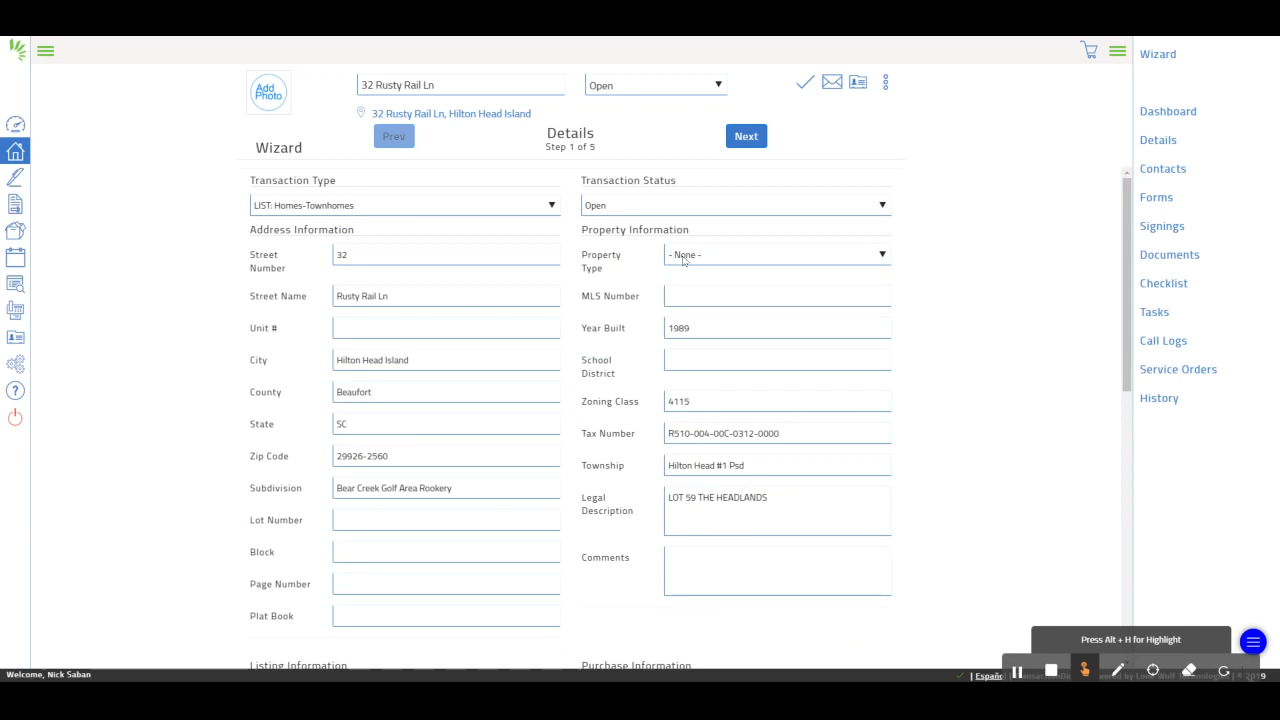 Add
Photo
32 Rusty Rail Ln
Open
32 Rusty Rail Ln, Hilton Head Island
Wizard
Prev
Details
Step 1 of 5
Next
Transaction Type
LIST: Homes-Townhomes
Address Information
Street
Number
32
Street Name
Rusty Rail Ln
Unit #
City
Hilton Head Island
County
Beaufort
State
SC
Zip Code
29926-2560
Subdivision
Bear Creek Golf Area Rookery
Lot Number
Block
Page Number
Plat Book
Listing Information
Transaction Status
Open
Property Information
Property
Type
- None -
MLS Number
Year Built
1989
School
District
Zoning Class
4115
Tax Number
R510-004-00C-0312-0000
Township
Hilton Head #1 Psd
Legal
Description
LOT 59 THE HEADLANDS
Comments
Purchase Information
Wizard
Dashboard
Details
Contacts
Forms
Signings
Documents
Checklist
Tasks
Call Logs
Service Orders
History
Press Alt + H for Highlight
Welcome, Nick Saban